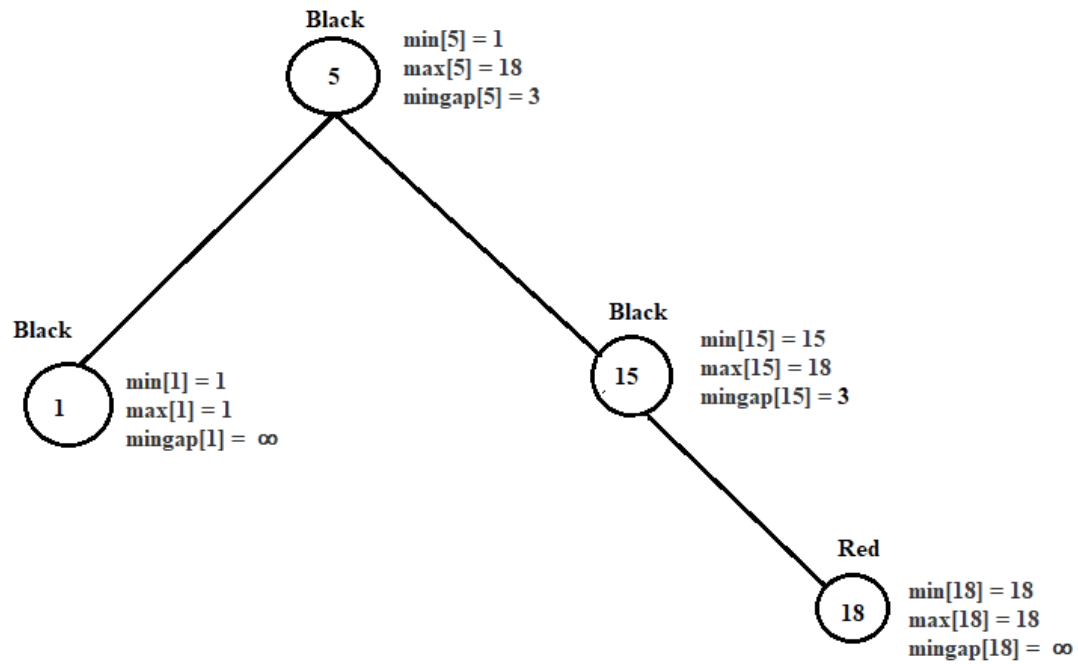 Black
5
min[5] = 1
max[5] = 18
mingap[5] = 3
Black
1
min[1] = 1
max[1] = 1
mingap[1] = ∞
Black
15
min[15] = 15
max[15] = 18
mingap[15] = 3
Red
18
min[18] = 18
max[18] = 18
mingap[18] = ∞